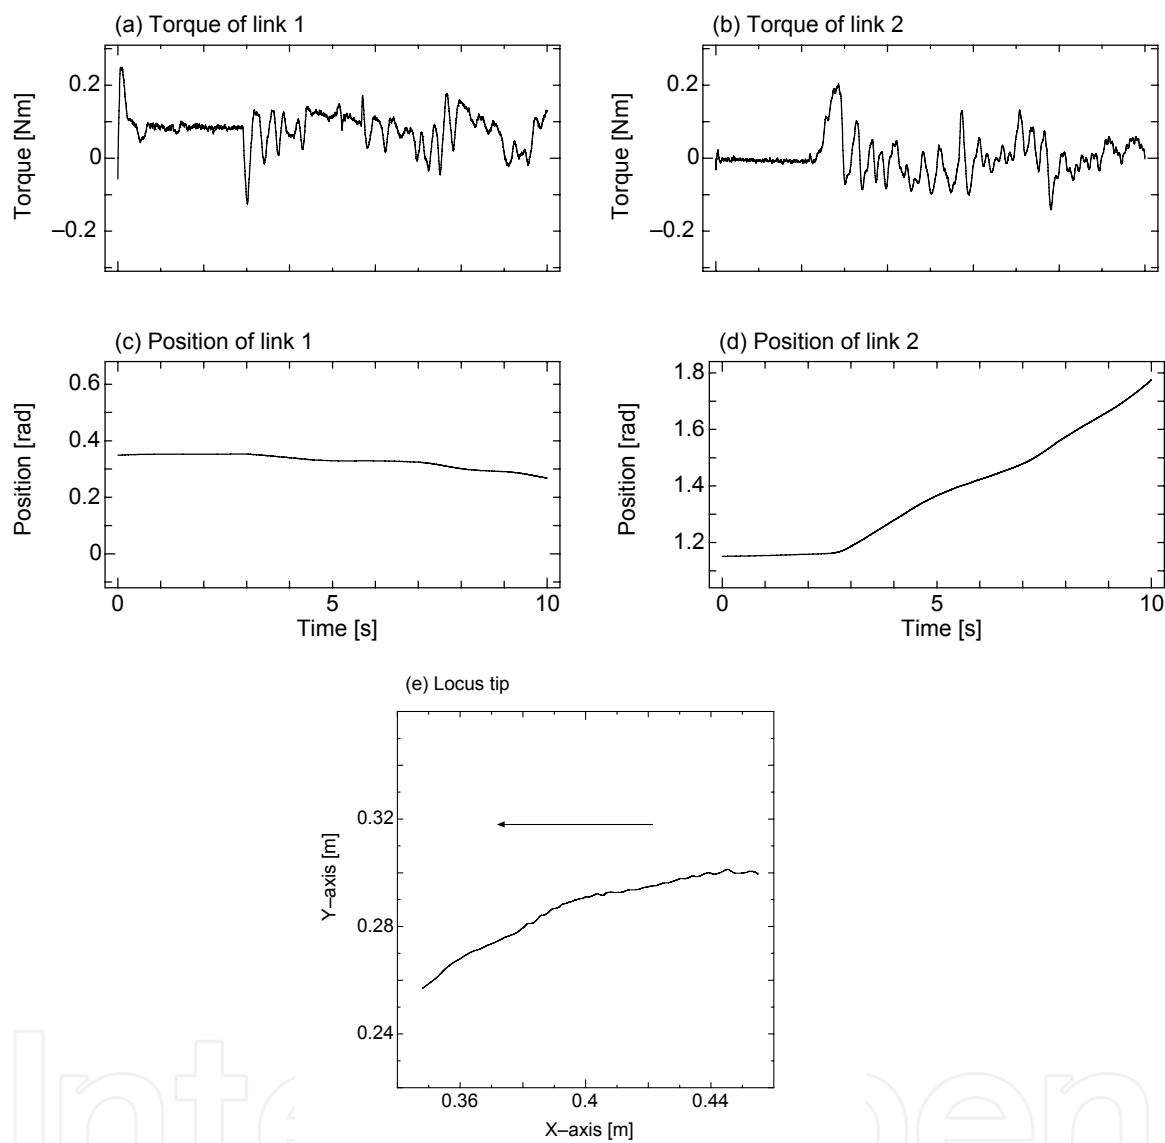 (a) Torque of link 1
(b) Torque of link 2
Torque [Nm]
0.2
0
–0.2
Torque [Nm]
0.2
0
–0.2
(c) Position of link 1
(d) Position of link 2
Position [rad]
0.6
0.4
0.2
0
0
5
10
Time [s]
Position [rad]
1.8
1.6
1.4
1.2
0
5
10
Time [s]
(e) Locus tip
Y–axis [m]
0.32
0.28
0.24
0.36
0.4
0.44
X–axis [m]